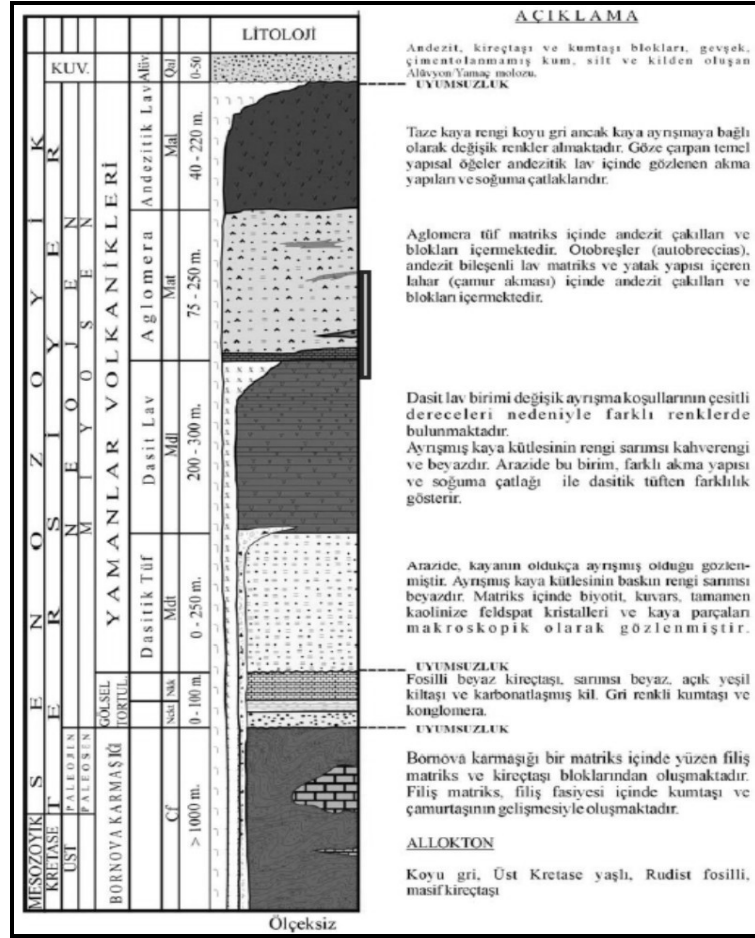 LİTOLOJİ
KUV.
Alüv
Qal
0-50
SENOZOYİK
TERSİYER
NEOJEN
MİYOSEN
YAMANLAR VOLKANİKLERİ
Andezitik Lav
Mal
40 - 220 m.
Aglomera
Mat
75 - 250 m.
Dasit Lav
Mdl
200 - 300 m.
Dasitik Tüf
Mdt
0 - 250 m.
GÖLSEL
TORTUL.
Nkk
0-100 m.
PALEOJEN
PALEOSEN
BORNOVA KARMAŞIĞI
Cf
> 1000 m.
MESOZOYİK
KRETASE
ÜST
Ölçeksiz
AÇIKLAMA
Andezit, kireçtaşı ve kumtaşı blokları, gevşek,
çimentolanmamış kum, silt ve kilden oluşan
Alüvyon/Yamaç molozu.
UYUMSUZLUK
Taze kaya rengi koyu gri ancak kaya ayrışmaya bağlı
olarak değişik renkler almaktadır. Göze çarpan temel
yapısal öğeler andezitik lav içinde gözlenen akma
yapıları ve soğuma çatlaklarıdır.
Aglomera tüf matriks içinde andezit çakılları ve
blokları içermektedir. Otobreşler (autobreccias),
andezit bileşenli lav matriks ve yatak yapısı içeren
lahar (çamur akması) içinde andezit çakılları ve
blokları içermektedir.
Dasit lav birimi değişik ayrışma koşullarının çeşitli
dereceleri nedeniyle farklı renklerde
bulunmaktadır.
Ayrışmış kaya kütlesinin rengi sarımsı kahverengi
ve beyazdır. Arazide bu birim, farklı akma yapısı
ve soğuma çatlağı ile dasitik tüften farklılık
gösterir.
Arazide, kayanın oldukça ayrışmış olduğu gözlen-
miştir. Ayrışmış kaya kütlesinin baskın rengi sarımsı
beyazdır. Matriks içinde biyotit, kuvars, tamamen
kaolinize feldspat kristalleri ve kaya parçaları
makroskopik olarak gözlenmiştir.
UYUMSUZLUK
Fosilli beyaz kireçtaşı, sarımsı beyaz, açık yeşil
kiltaşı ve karbonatlaşmış kil. Gri renkli kumtaşı ve
konglomera.
UYUMSUZLUK
Bornova karmaşığı bir matriks içinde yüzen filiş
matriks ve kireçtaşı bloklarından oluşmaktadır.
Filiş matriks, filiş fasiyesi içinde kumtaşı ve
çamurtaşının gelişmesiyle oluşmaktadır.
ALLOKTON
Koyu gri, Üst Kretase yaşlı, Rudist fosilli,
masif kireçtaşı